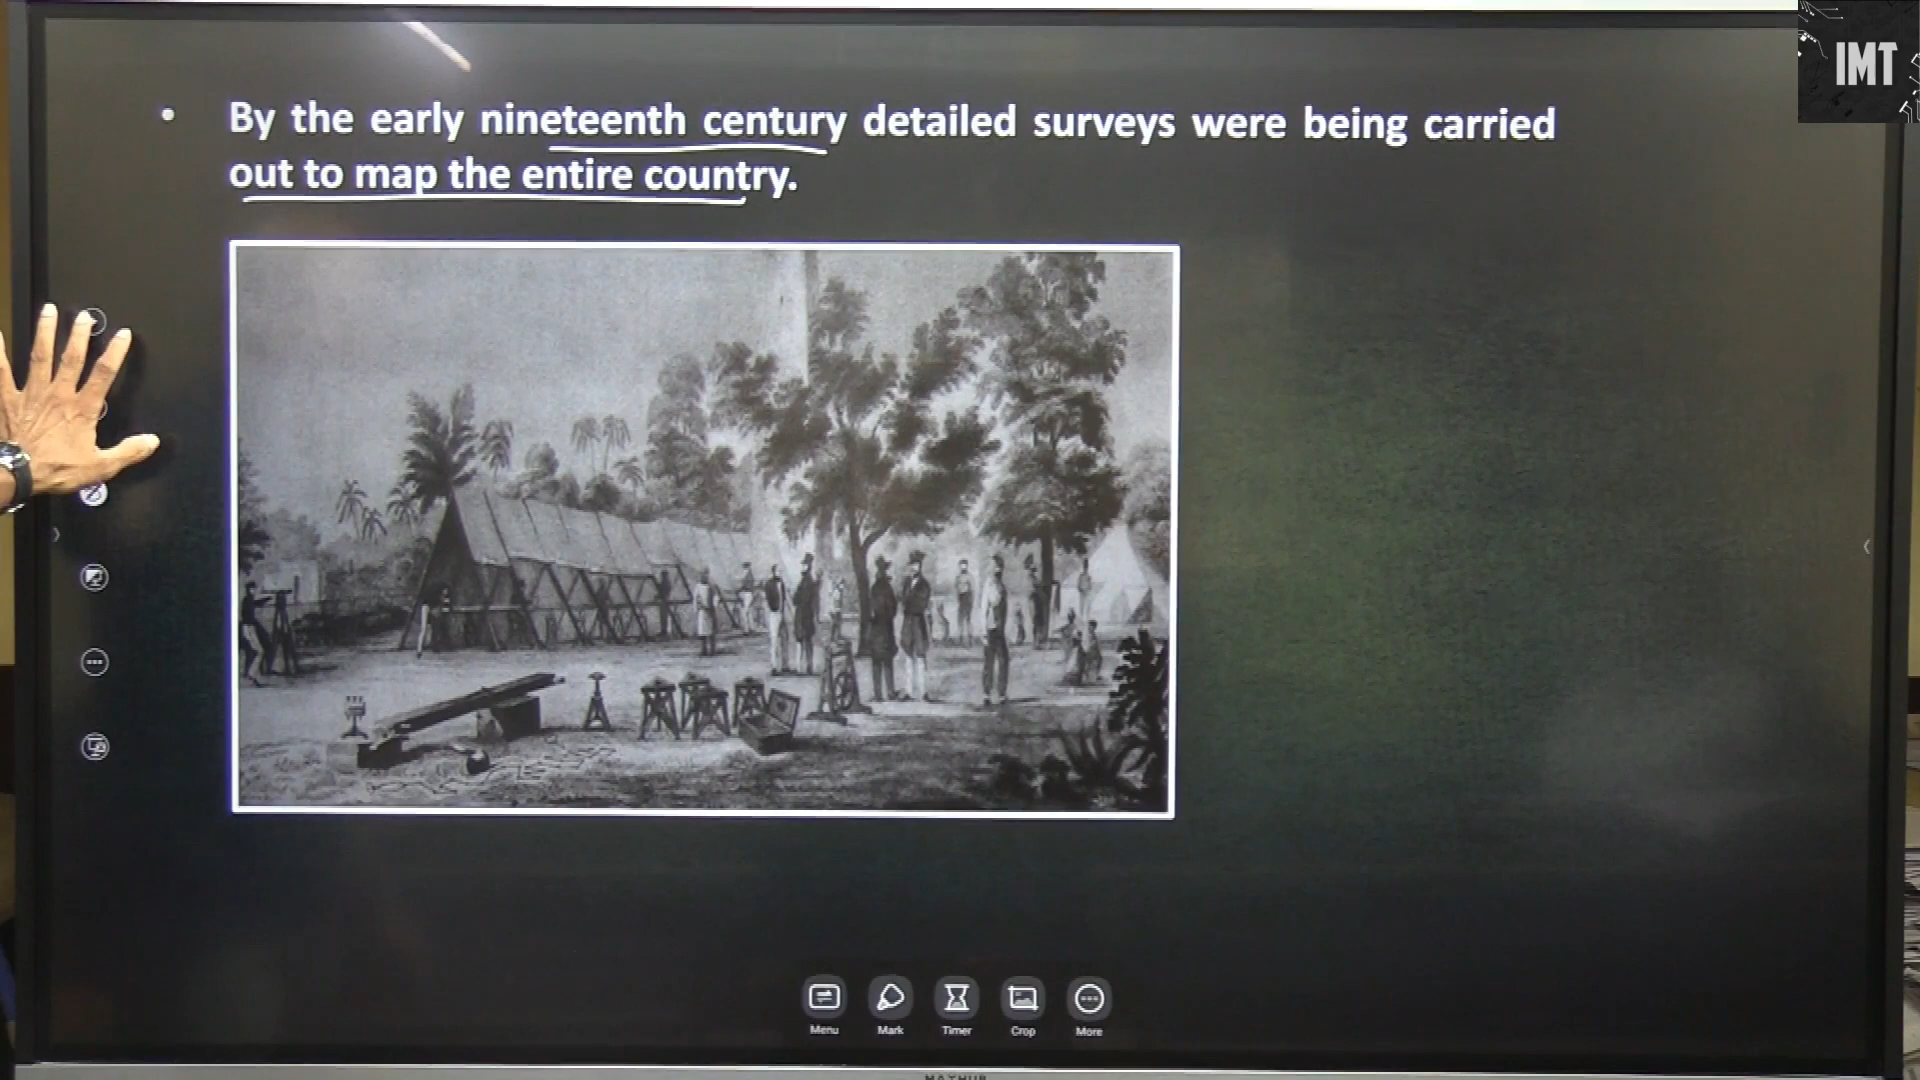 IMT
• By the early nineteenth century detailed surveys were being carried
out to map the entire country.
Menu
Mark
Timer
Crop
More